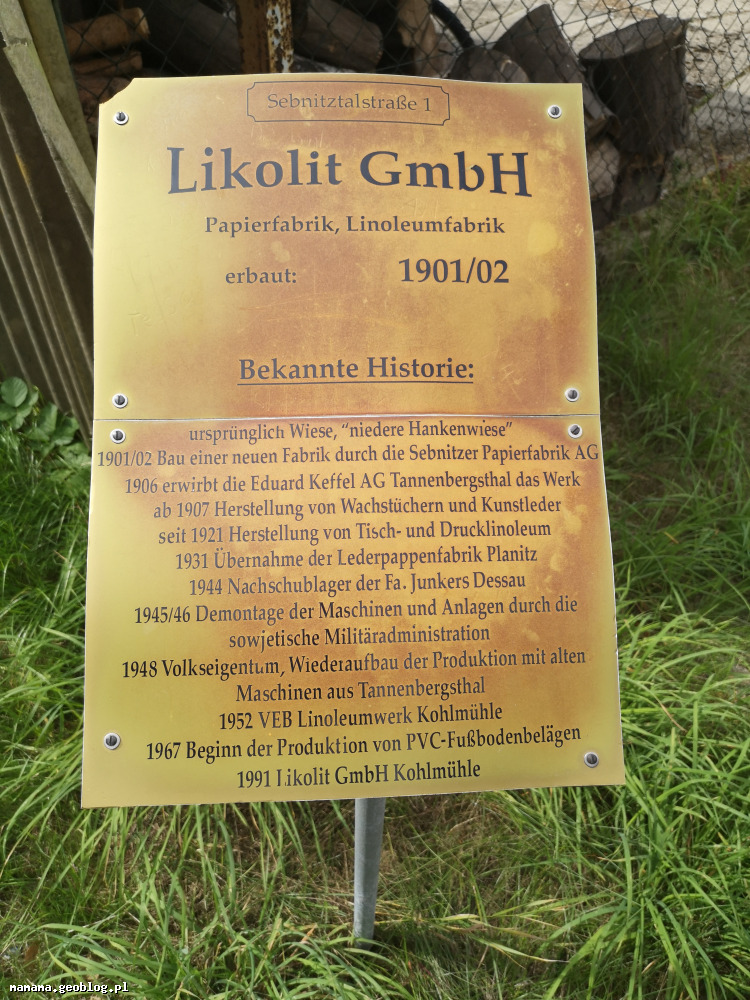 Sebnitztalstraße 1
Likolit GmbH
Papierfabrik, Linoleumfabrik
erbaut: 1901/02
Bekannte Historie:
ursprünglich Wiese, "niedere Hankenwiese"
1901/02 Bau einer neuen Fabrik durch die Sebnitzer Papierfabrik AG
1906 erwirbt die Eduard Keffel AG Tannenbergsthal das Werk
ab 1907 Herstellung von Wachstüchern und Kunstleder
seit 1921 Herstellung von Tisch- und Drucklinoleum
1931 Übernahme der Lederpappenfabrik Planitz
1944 Nachschublager der Fa. Junkers Dessau
1945/46 Demontage der Maschinen und Anlagen durch die
sowjetische Militäradministration
1948 Volkseigentum, Wiederaufbau der Produktion mit alten
Maschinen aus Tannenbergsthal
1952 VEB Linoleumwerk Kohlmühle
1967 Beginn der Produktion von PVC-Fußbodenbelägen
1991 Likolit GmbH Kohlmühle
mamama.geoblog.pl